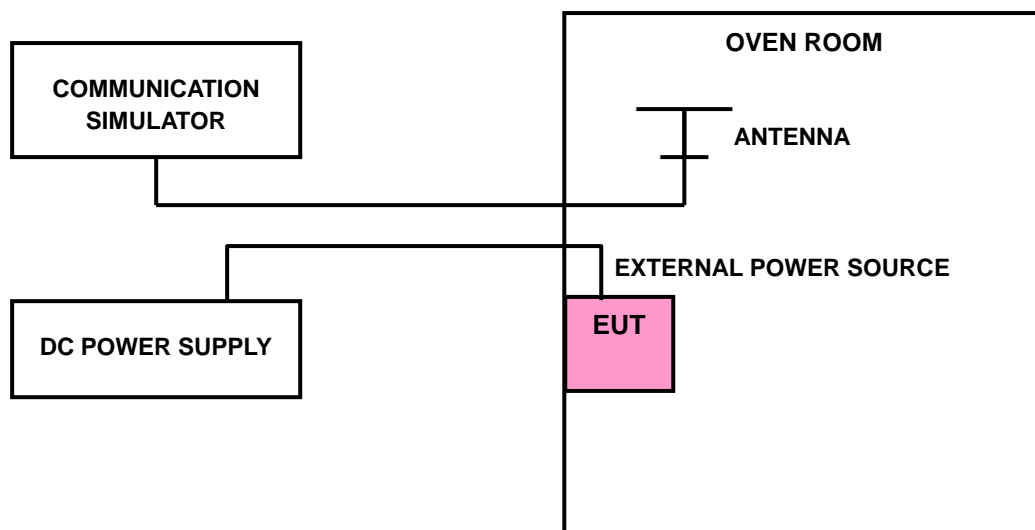 OVEN ROOM
COMMUNICATION
SIMULATOR
ANTENNA
EXTERNAL POWER SOURCE
EUT
DC POWER SUPPLY